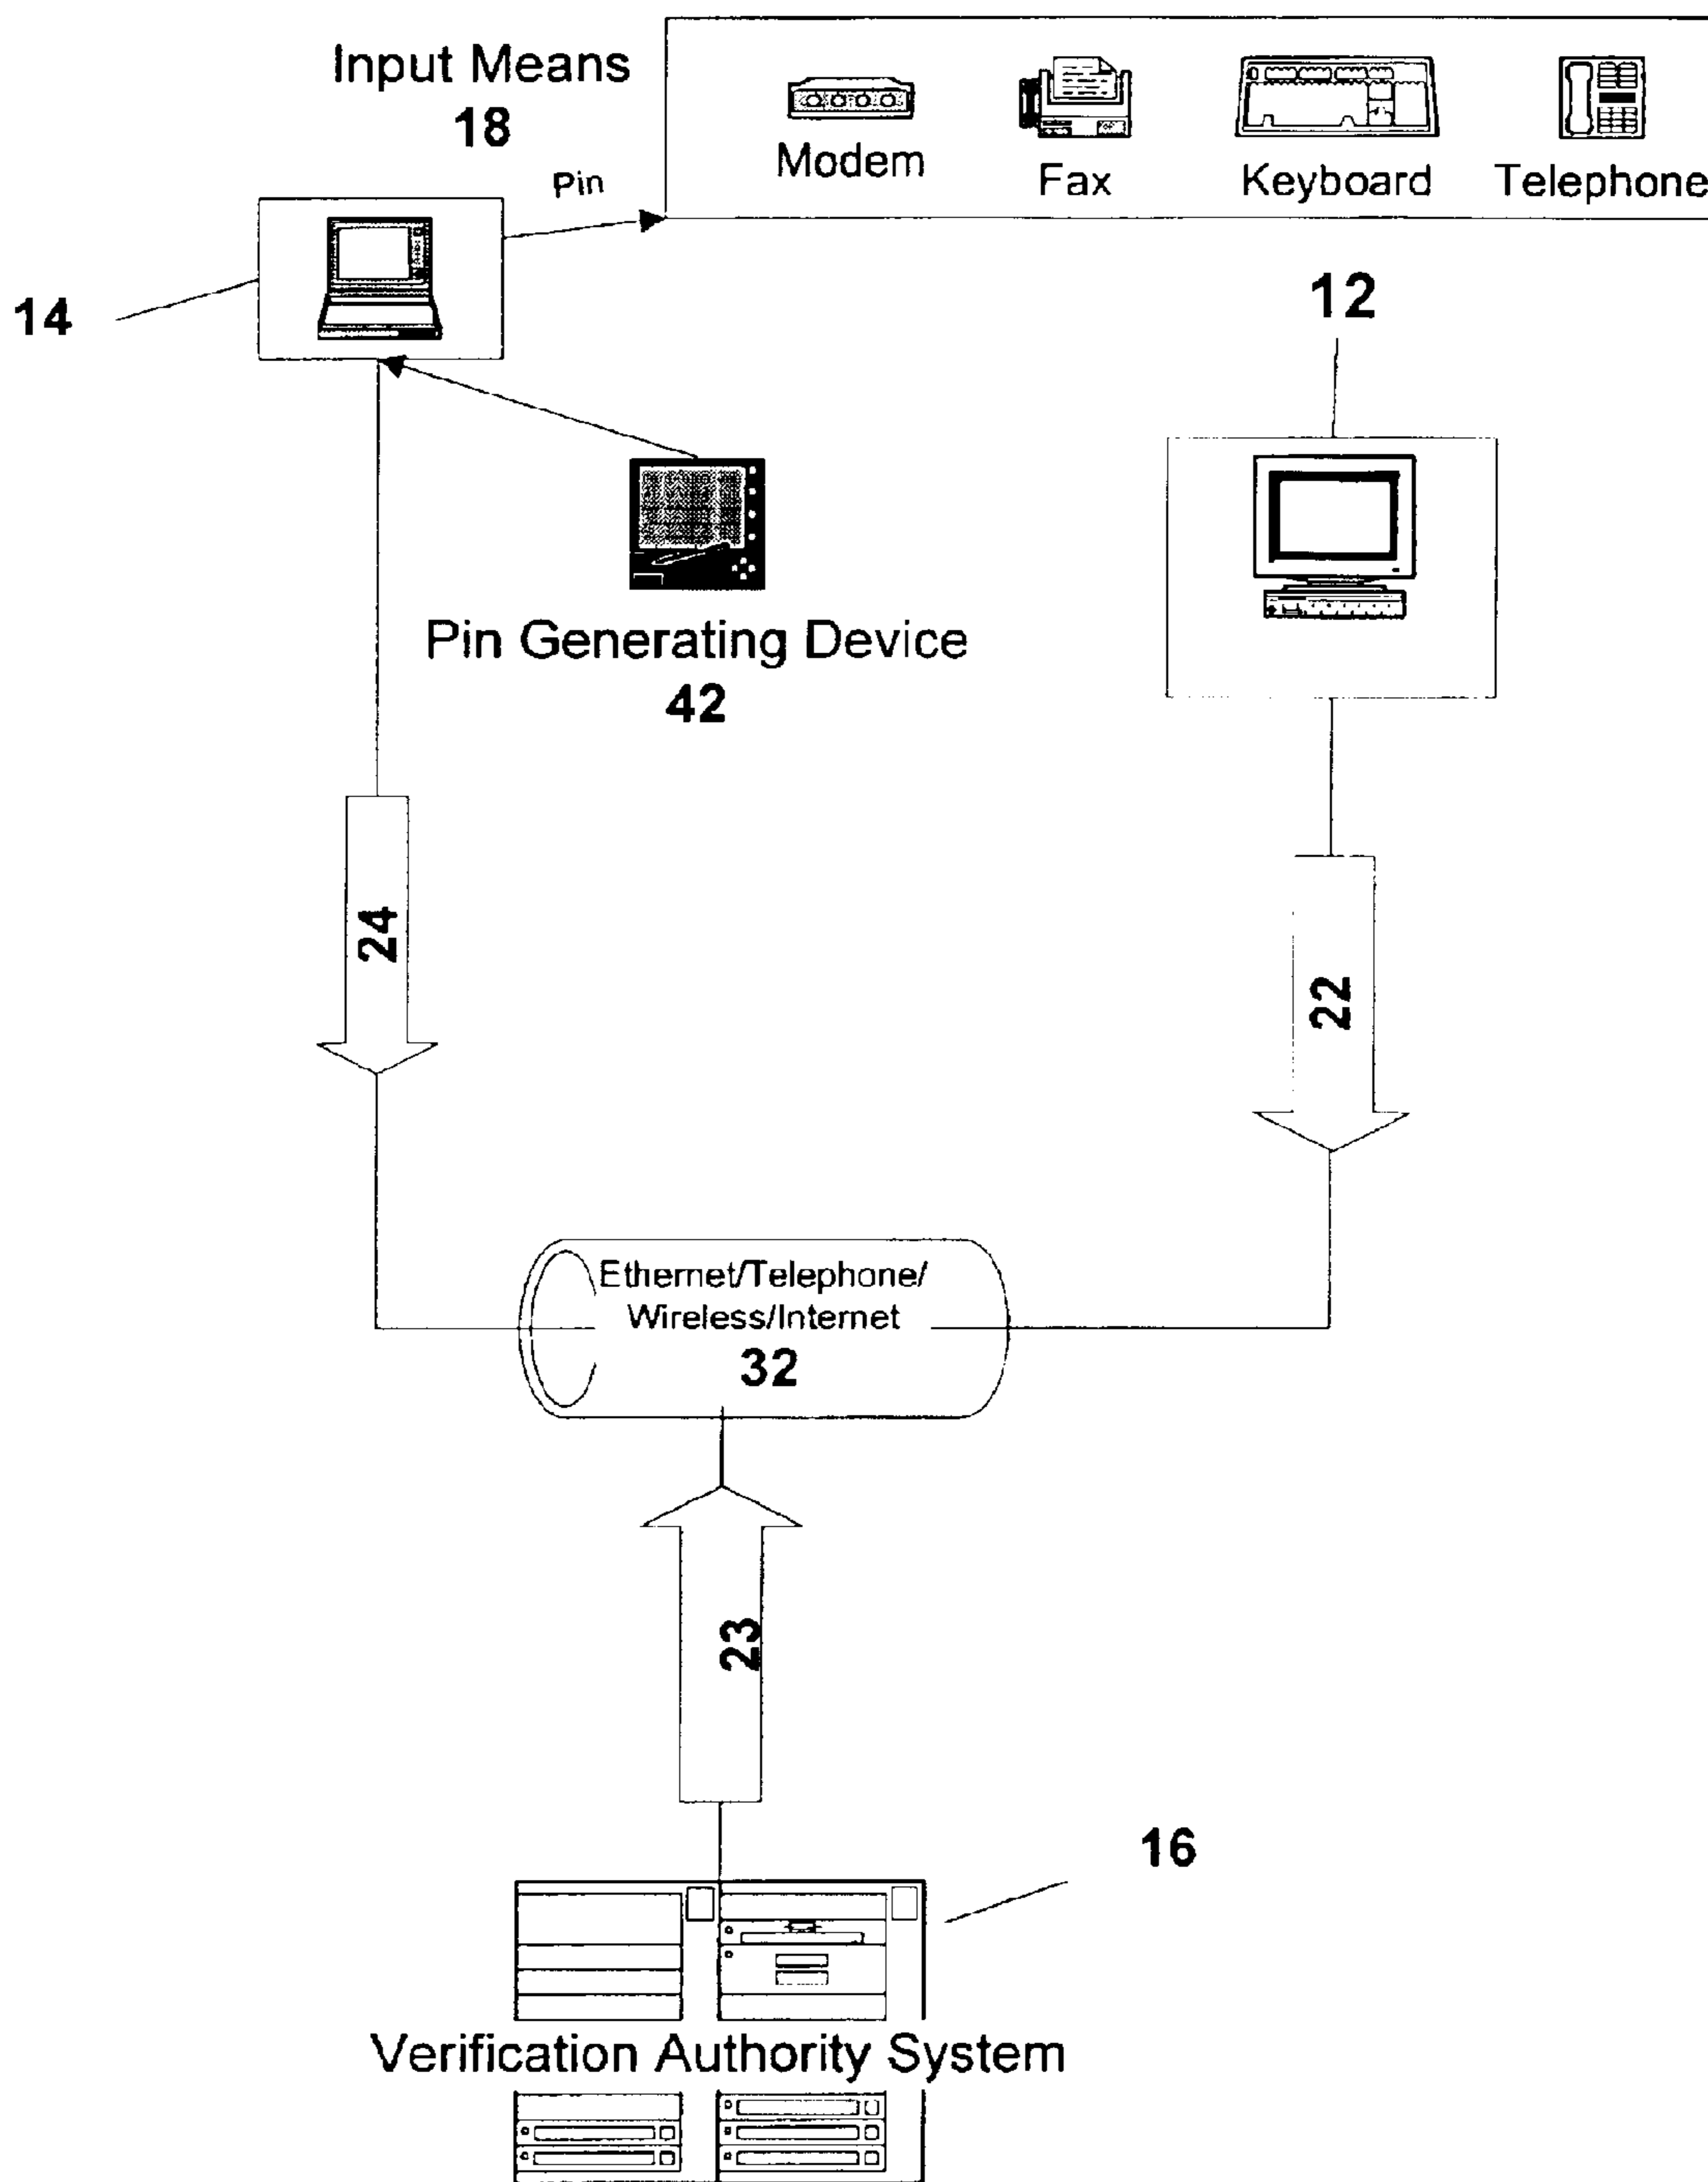 Input Means
18
Pin
Modem
Fax
Keyboard
Telephone
14
12
Pin Generating Device
42
24
22
Ethernet/Telephone/
Wireless/Internet
32
23
16
Verification Authority System